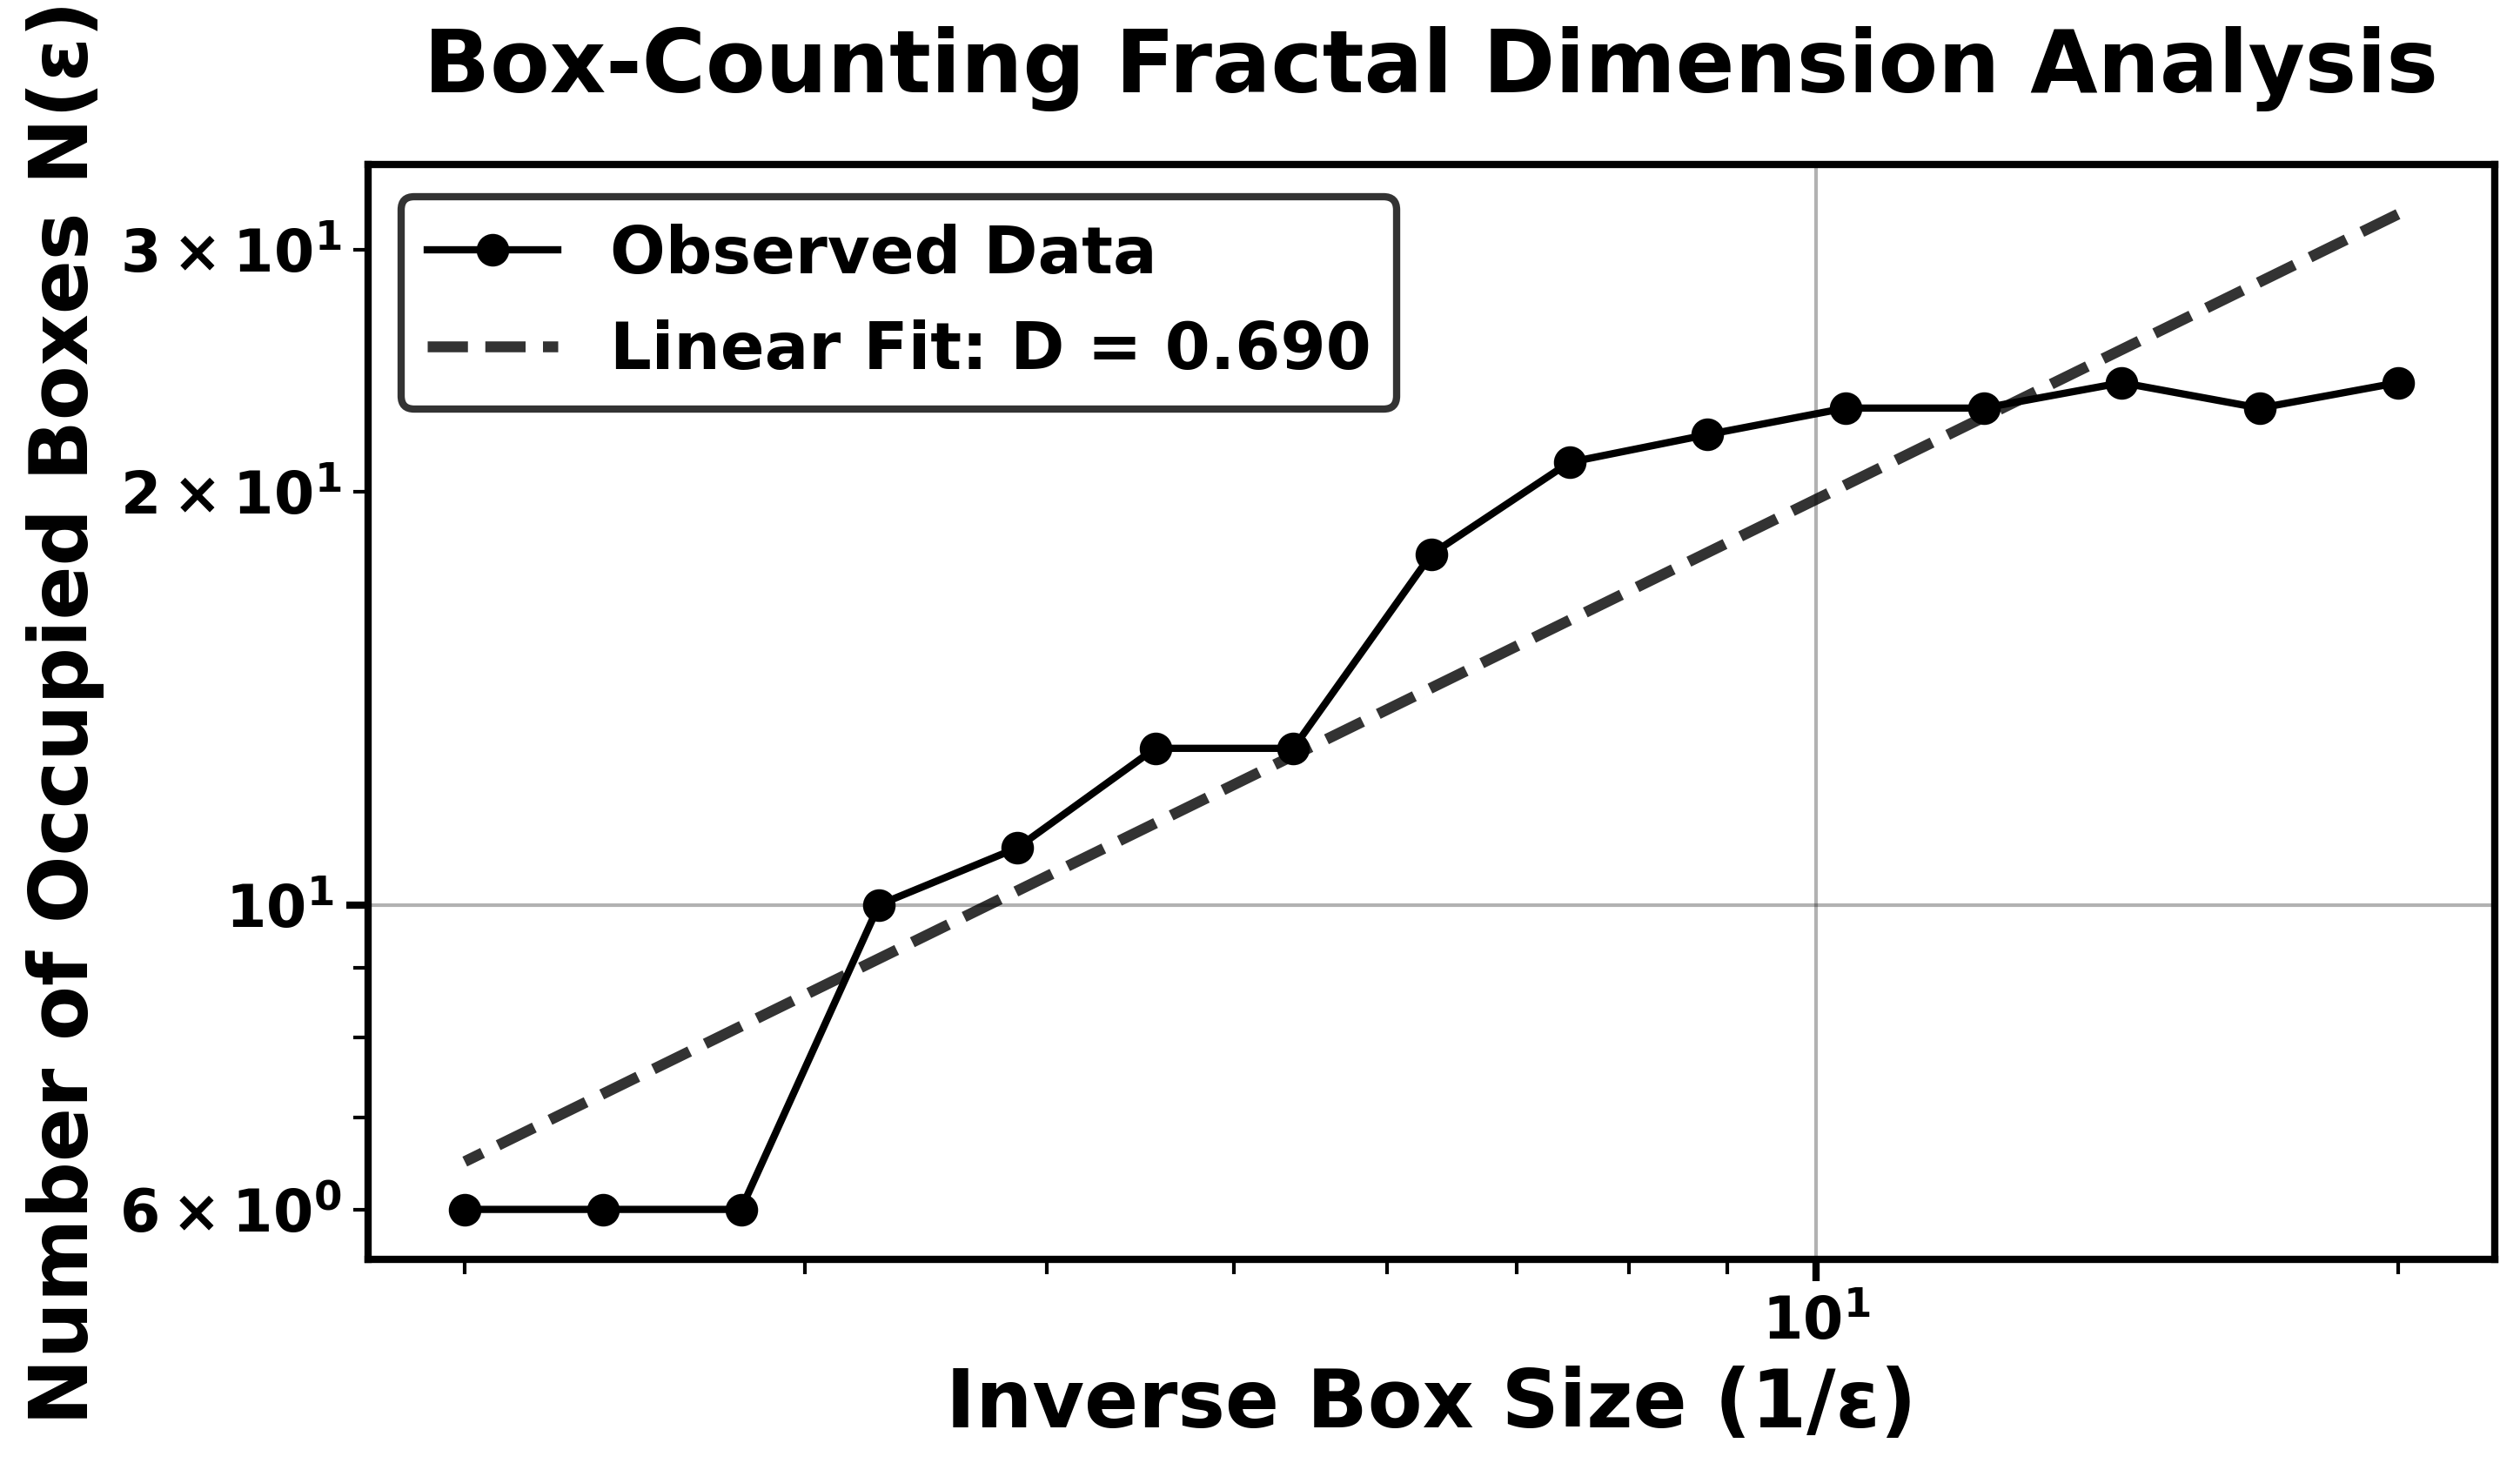 Box-Counting Fractal Dimension Analysis
Number of Occupied Boxes N(ε)
3 × 10¹
2 × 10¹
10¹
6 × 10⁰
Observed Data
Linear Fit: D = 0.690
10¹
Inverse Box Size (1/ε)